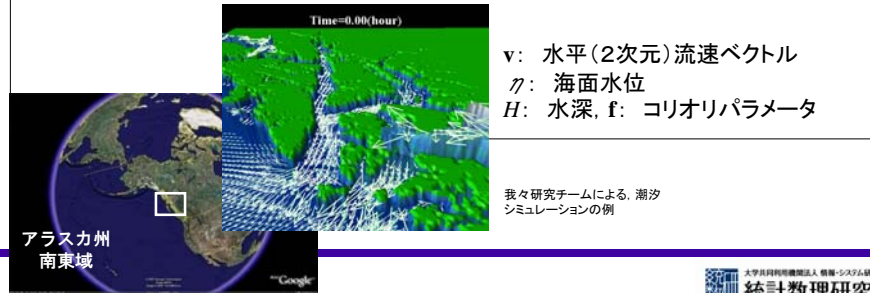 Time=0.00(hour)
v: 水平(2次元)流速ベクトル
η: 海面水位
H: 水深, f: コリオリパラメータ
我々研究チームによる, 潮汐
シミュレーションの例
アラスカ州
南東域
Google
大学共同利用機関法人 情報・システム研
統計数理研究